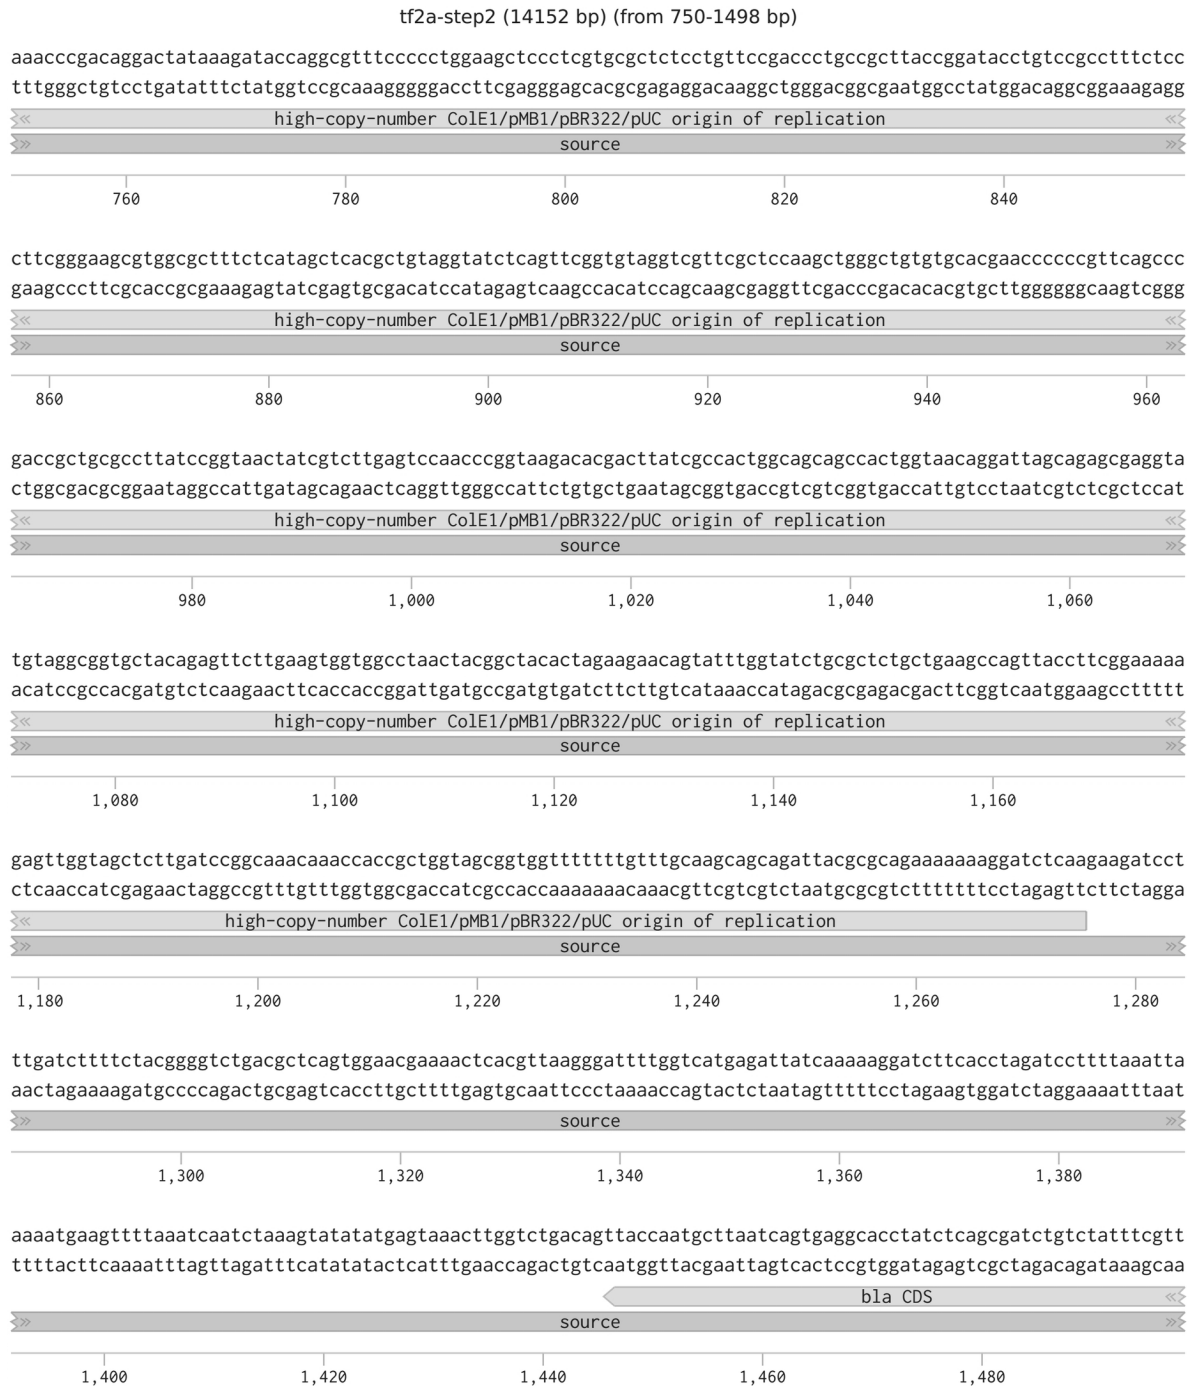 tf2a-step2 (14152 bp) (from 750-1498 bp)
aaacccgacaggactataaagataccaggcgtttccccctggaagctccctcgtgcgctctcctgttccgaccctgccgcttaccggatacctgtccgcctttctcc
tttgggctgtcctgatatttctatggtccgcaaagggggaccttcgagggagcacgcgagaggacaaggctgggacggcgaatggcctatggacaggcggaaagagg
high-copy-number ColE1/pMB1/pBR322/pUC origin of replication
source
760 780 800 820 840
cttcgggaagcgtggcgctttctcatagctcacgctgtaggtatctcagttcggtgtaggtcgttcgctccaagctgggctgtgtgcacgaaccccccgttcagccc
gaagcccttcgcaccgcgaaagagtatcgagtgcgacatccatagagtcaagccacatccagcaagcgaggttcgacccgacacacgtgcttggggggcaagtcggg
high-copy-number ColE1/pMB1/pBR322/pUC origin of replication
source
860 880 900 920 940 960
gaccgctgcgccttatccggtaactatcgtcttgagtccaacccggtaagacacgacttatcgccactggcagcagccactggtaacaggattagcagagcgaggta
ctggcgacgcggaataggccattgatagcagaactcaggttgggccattctgtgctgaatagcggtgaccgtcgtcggtgaccattgtcctaatcgtctcgctccat
high-copy-number ColE1/pMB1/pBR322/pUC origin of replication
source
980 1,000 1,020 1,040 1,060
tgtaggcggtgctacagagttcttgaagtggtggcctaactacggctacactagaagaacagtatttggtatctgcgctctgctgaagccagttaccttcggaaaaa
acatccgccacgatgtctcaagaacttcaccaccggattgatgccgatgtgatcttcttgtcataaaccatagacgcgagacgacttcggtcaatggaagccttttt
high-copy-number ColE1/pMB1/pBR322/pUC origin of replication
source
1,080 1,100 1,120 1,140 1,160
gagttggtagctcttgatccggcaaacaaaccaccgctggtagcggtggtttttttgtttgcaagcagcagattacgcgcagaaaaaaaggatctcaagaagatcct
ctcaaccatcgagaactaggccgtttgtttggtggcgaccatcgccaccaaaaaaacaaacgttcgtcgtctaatgcgcgtctttttttcctagagttcttctagga
high-copy-number ColE1/pMB1/pBR322/pUC origin of replication
source
1,180 1,200 1,220 1,240 1,260 1,280
ttgatcttttctacggggtctgacgctcagtggaacgaaaactcacgttaagggattttggtcatgagattatcaaaaaggatcttcacctagatccttttaaatta
aactagaaaagatgccccagactgcgagtcaccttgcttttgagtgcaattccctaaaaccagtactctaatagtttttcctagaagtggatctaggaaaatttaat
source
1,300 1,320 1,340 1,360 1,380
aaaatgaagttttaaatcaatctaaagtatatatgagtaaacttggtctgacagttaccaatgcttaatcagtgaggcacctatctcagcgatctgtctatttcgtt
ttttacttcaaaatttagttagatttcatatatactcatttgaaccagactgtcaatggttacgaattagtcactccgtggatagagtcgctagacagataaagcaa
bla CDS
source
1,400 1,420 1,440 1,460 1,480